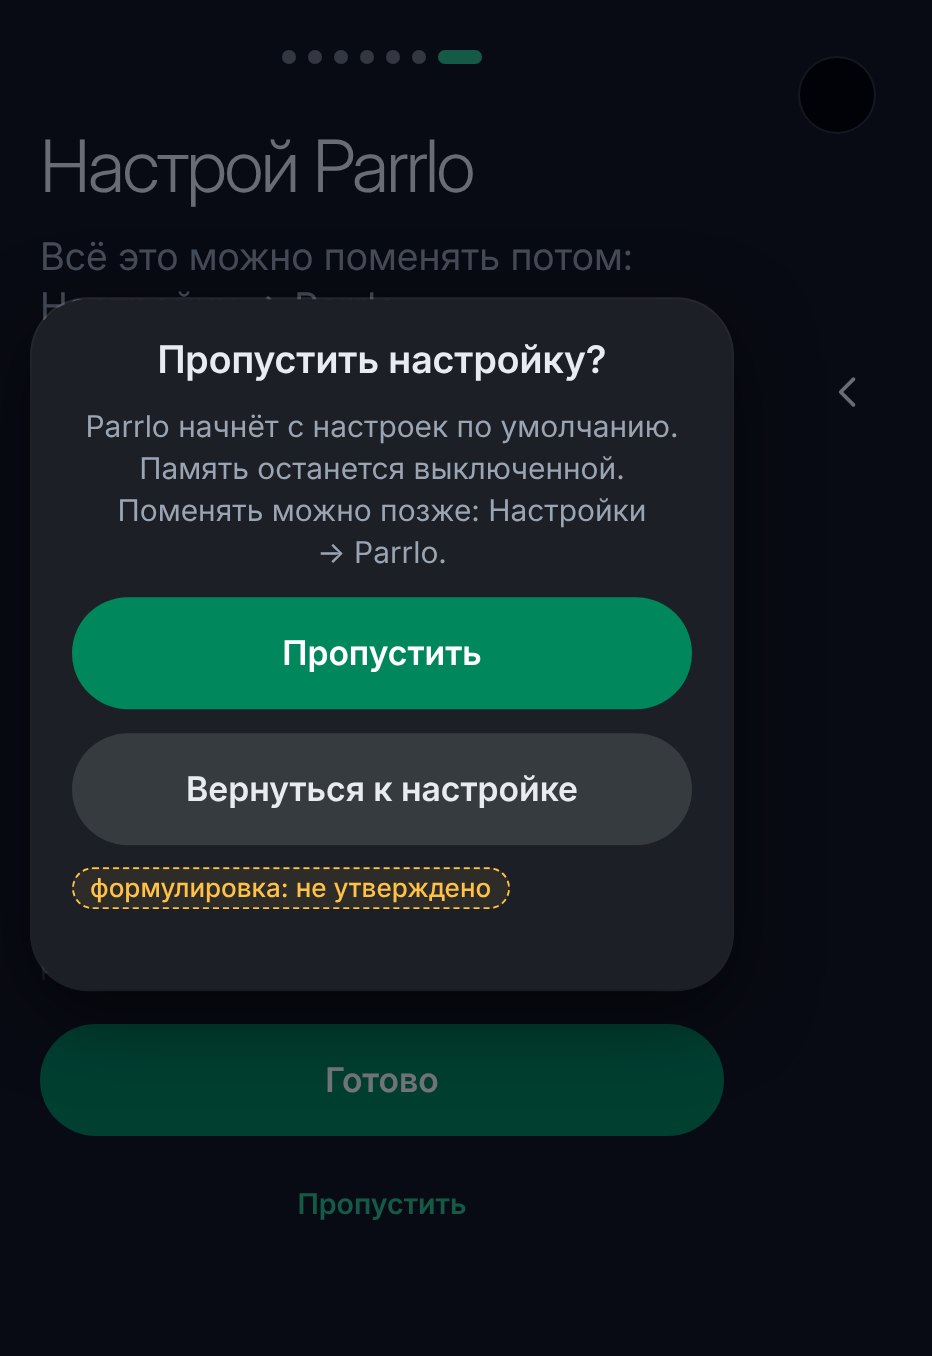 Настрой Parrlo
Всё это можно поменять потом:
Пропустить настройку?
Parrlo начнёт с настроек по умолчанию.
Память останется выключенной.
Поменять можно позже: Настройки
→ Parrlo.
Пропустить
Вернуться к настройке
формулировка: не утверждено
Готово
Пропустить